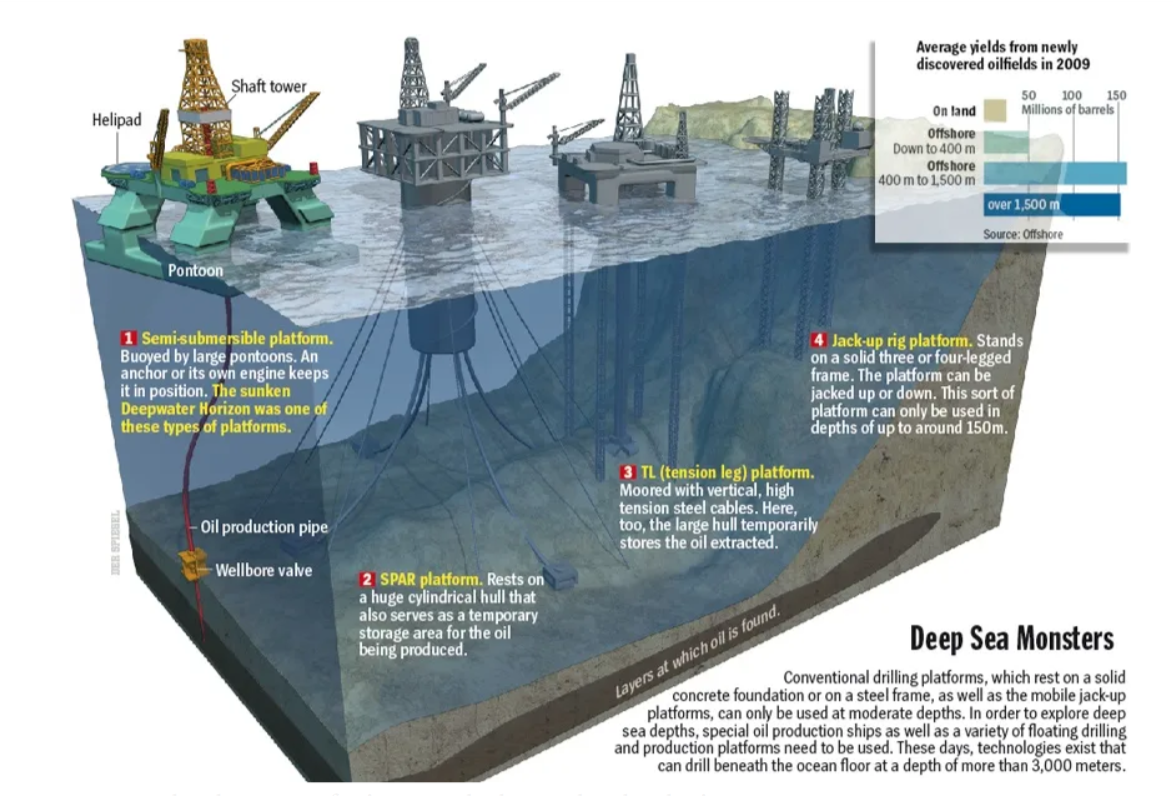 Average yields from newly
discovered oilfields in 2009
50 100 150
Millions of barrels
On land
Offshore
Down to 400 m
Offshore
400 m to 1,500 m
over 1,500 m
Source: Offshore
Shaft tower
Helipad
Pontoon
1 Semi-submersible platform.
Buoyed by large pontoons. An
anchor or its own engine keeps
it in position. The sunken
Deepwater Horizon was one of
these types of platforms.
4 Jack-up rig platform. Stands
on a solid three or four-legged
frame. The platform can be
jacked up or down. This sort of
platform can only be used in
depths of up to around 150m.
3 TL (tension leg) platform.
Moored with vertical, high
tension steel cables. Here,
too, the large hull temporarily
stores the oil extracted.
Oil production pipe
Wellbore valve
DER SPIEGEL
2 SPAR platform. Rests on
a huge cylindrical hull that
also serves as a temporary
storage area for the oil
being produced.
Layers at which oil is found.
Deep Sea Monsters
Conventional drilling platforms, which rest on a solid
concrete foundation or on a steel frame, as well as the mobile jack-up
platforms, can only be used at moderate depths. In order to explore deep
sea depths, special oil production ships as well as a variety of floating drilling
and production platforms need to be used. These days, technologies exist that
can drill beneath the ocean floor at a depth of more than 3,000 meters.